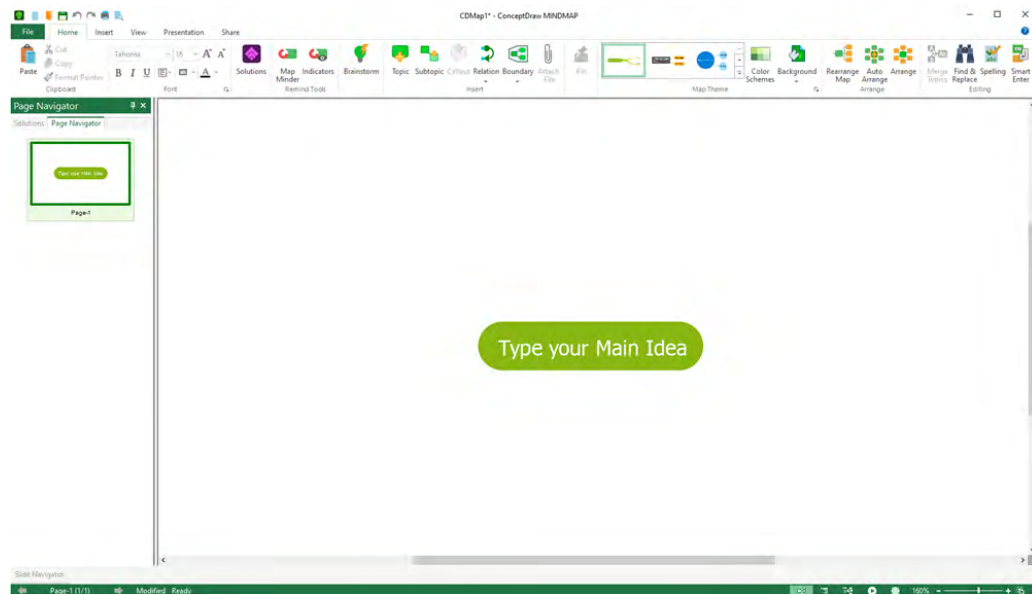 CDMap1* - ConceptDraw MINDMAP
File Home Insert View Presentation Share
Paste
Cut
Copy
Format Painter
Clipboard
Tahoma 16
B I U A
Font
Solutions
Map Minder
Indicators
Remind Tools
Brainstorm
Topic Subtopic Callout Relation Boundary Attach File
Insert
Pin
Map Theme
Color Schemes
Background
Rearrange Map
Auto Arrange
Arrange
Arrange
Merge Topics
Find & Replace
Spelling
Smart Enter
Editing
Page Navigator
Solutions Page Navigator
Type your Main Idea
Page-1
Type your Main Idea
Slide Navigator
Page-1 (1/1) Modified Ready 160%